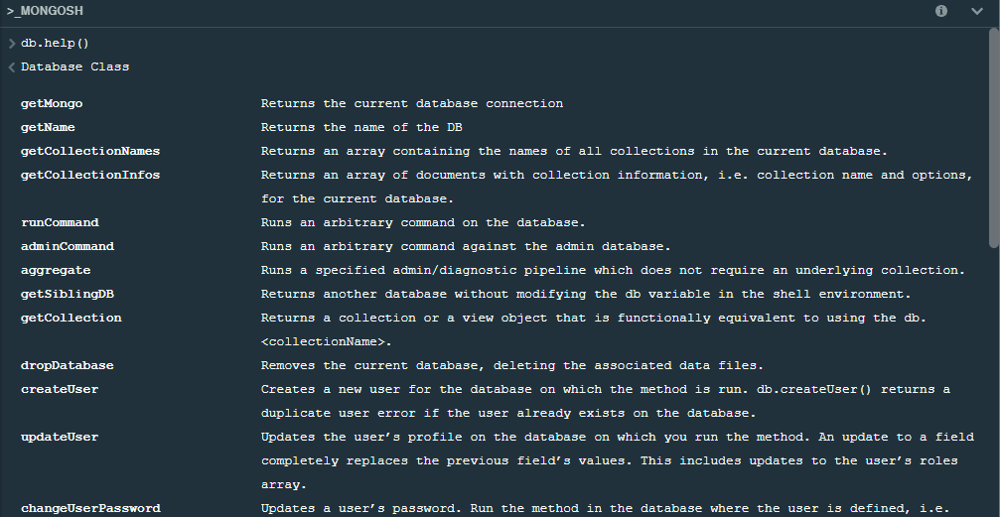 >_MONGOSH
db.help()
Database Class
getMongo Returns the current database connection
getName Returns the name of the DB
getCollectionNames Returns an array containing the names of all collections in the current database.
getCollectionInfos Returns an array of documents with collection information, i.e. collection name and options,
for the current database.
runCommand Runs an arbitrary command on the database.
adminCommand Runs an arbitrary command against the admin database.
aggregate Runs a specified admin/diagnostic pipeline which does not require an underlying collection.
getSiblingDB Returns another database without modifying the db variable in the shell environment.
getCollection Returns a collection or a view object that is functionally equivalent to using the db.
<collectionName>.
dropDatabase Removes the current database, deleting the associated data files.
createUser Creates a new user for the database on which the method is run. db.createUser() returns a
duplicate user error if the user already exists on the database.
updateUser Updates the user’s profile on the database on which you run the method. An update to a field
completely replaces the previous field’s values. This includes updates to the user’s roles
array.
changeUserPassword Updates a user’s password. Run the method in the database where the user is defined, i.e.